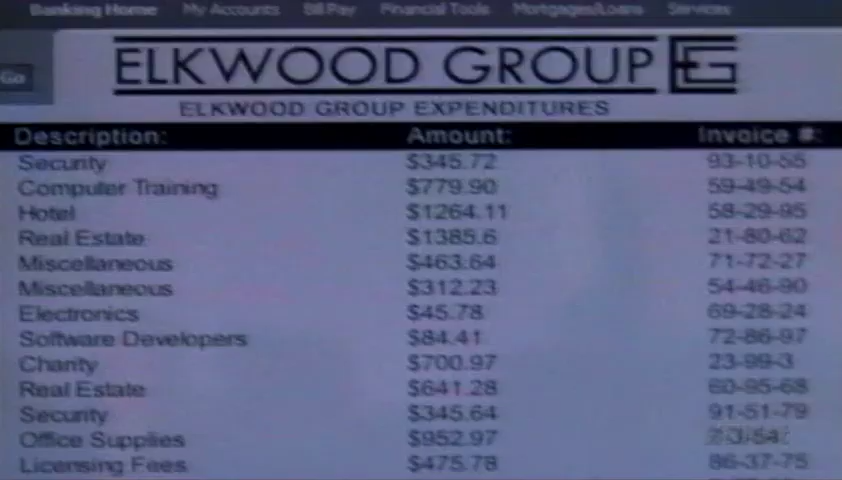 Banking Home My Accounts Bill Pay Financial Tools Mortgages/Loans Services
Go
ELKWOOD GROUP EG
ELKWOOD GROUP EXPENDITURES
Description: Amount: Invoice #:
Security $345.72 93-10-55
Computer Training $779.90 59-49-54
Hotel $1264.11 58-29-95
Real Estate $1385.6 21-80-62
Miscellaneous $463.64 71-72-27
Miscellaneous $312.23 54-46-90
Electronics $45.78 69-28-24
Software Developers $84.41 72-86-97
Charity $700.97 23-99-3
Real Estate $641.28 60-95-68
Security $345.64 91-51-79
Office Supplies $952.97
Licensing Fees $475.78 86-37-75